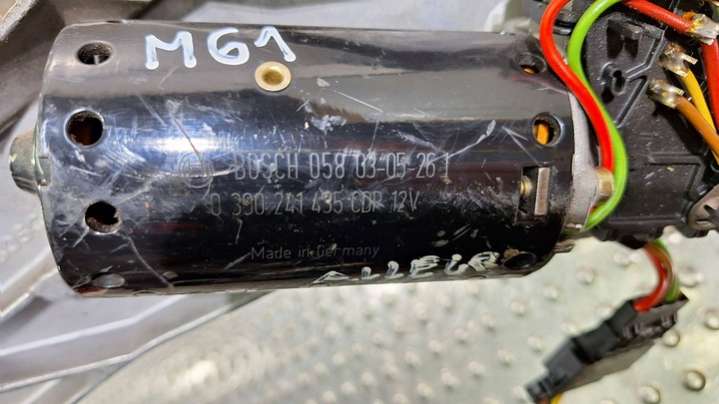 M61
BOSCH 058 03-05-26 1
0 390 241 435 CDP 12V
Made in Germany